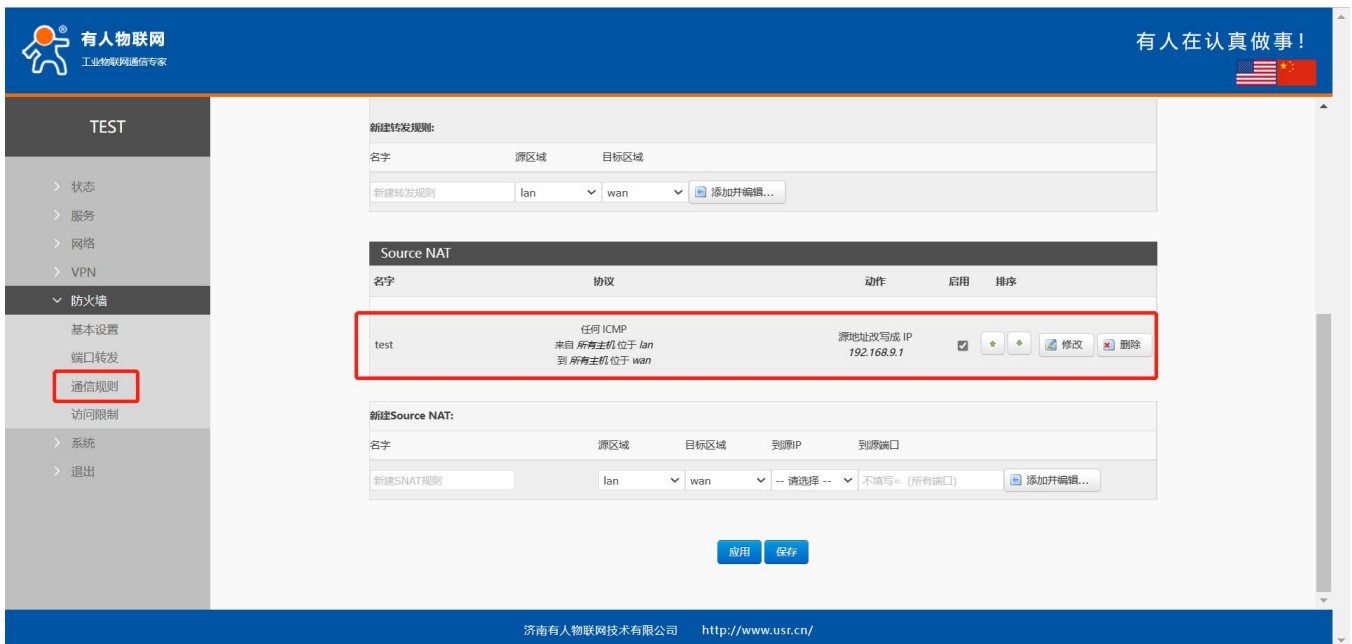 有人物联网
工业物联网通信专家
有人在认真做事!
TEST
状态
服务
网络
VPN
防火墙
基本设置
端口转发
通信规则
访问限制
系统
退出
新建转发规则:
名字 源区域 目标区域
新建转发规则 lan wan 添加并编辑...
Source NAT
名字 协议 动作 启用 排序
test
任何 ICMP
来自 所有主机 位于 lan
到 所有主机 位于 wan
源地址改写成 IP
192.168.9.1
修改 删除
新建Source NAT:
名字 源区域 目标区域 到源IP 到源端口
新建SNAT规则 lan wan -- 请选择 -- 不填写= (所有端口) 添加并编辑...
应用 保存
济南有人物联网技术有限公司 http://www.usr.cn/